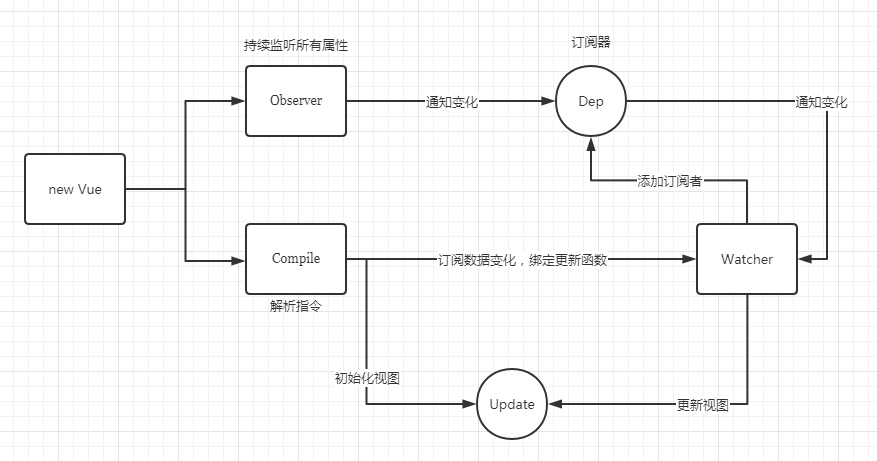 持续监听所有属性
订阅器
Observer
通知变化
Dep
通知变化
添加订阅者
new Vue
Compile
订阅数据变化，绑定更新函数
Watcher
解析指令
初始化视图
Update
更新视图